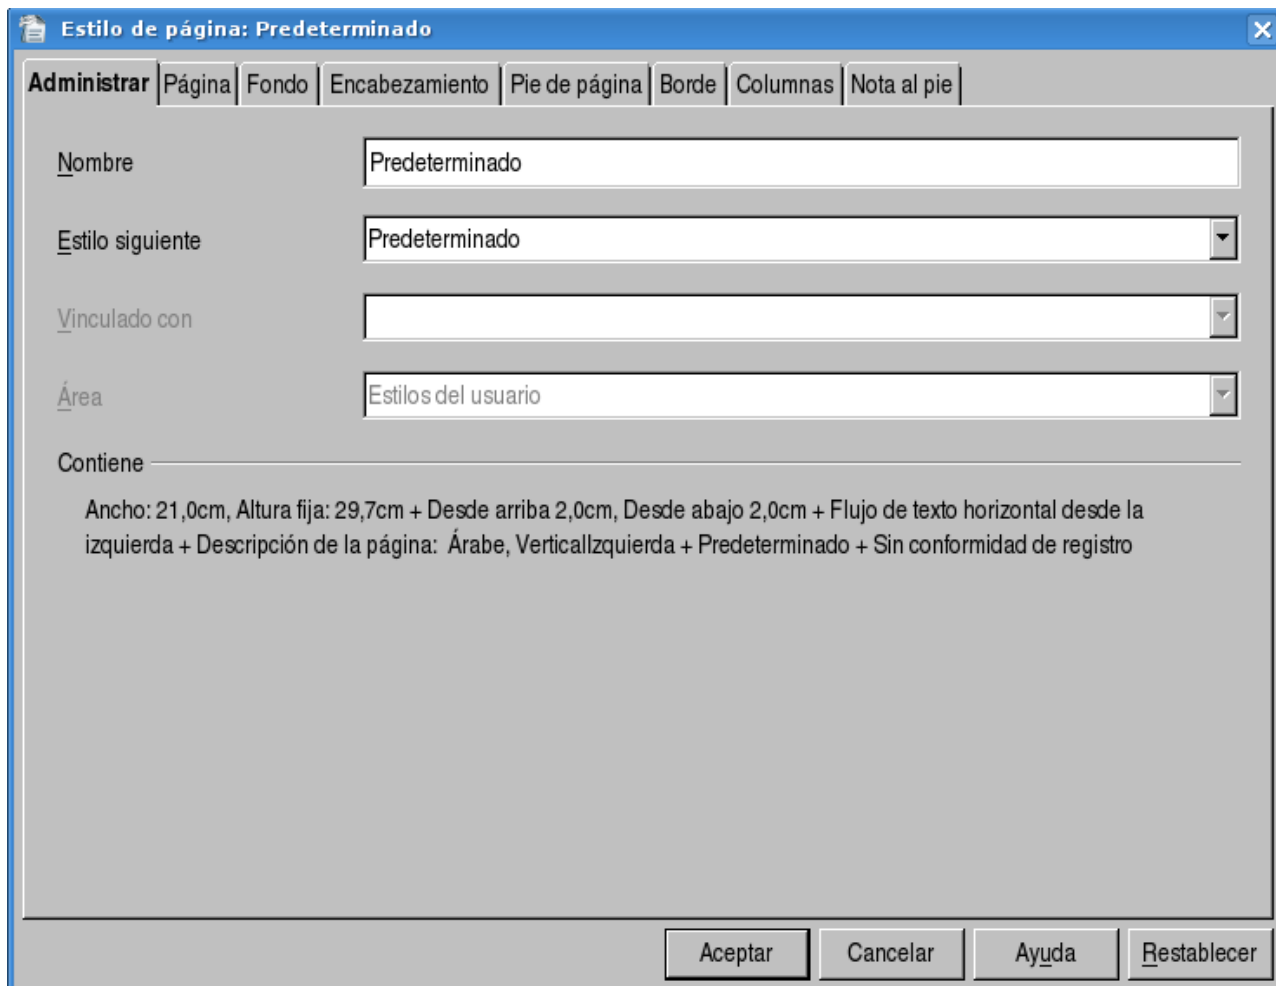 Estilo de página: Predeterminado
Administrar Página Fondo Encabezamiento Pie de página Borde Columnas Nota al pie
Nombre Predeterminado
Estilo siguiente Predeterminado
Vinculado con
Área Estilos del usuario
Contiene
Ancho: 21,0cm, Altura fija: 29,7cm + Desde arriba 2,0cm, Desde abajo 2,0cm + Flujo de texto horizontal desde la
izquierda + Descripción de la página: Árabe, VerticalIzquierda + Predeterminado + Sin conformidad de registro
Aceptar Cancelar Ayuda Restablecer